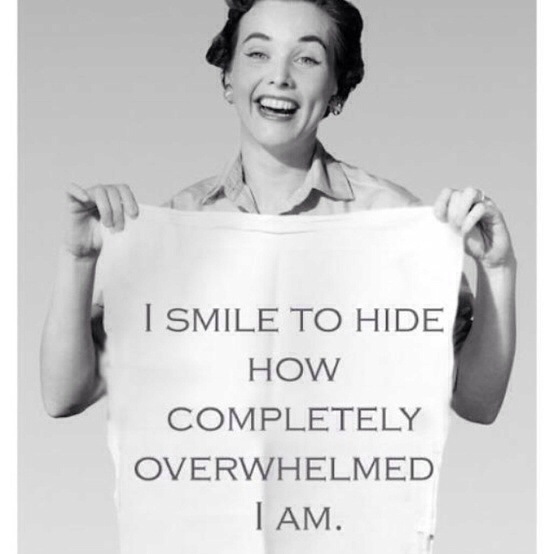 I SMILE TO HIDE
HOW
COMPLETELY
OVERWHELMED
I AM.